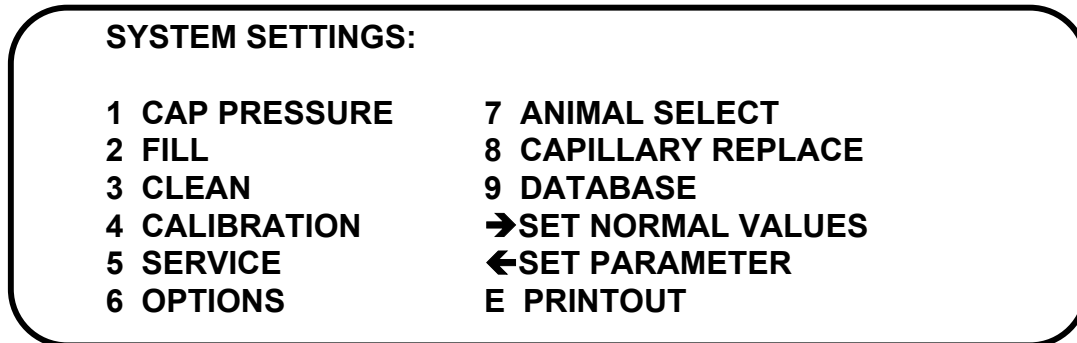 SYSTEM SETTINGS:
1 CAP PRESSURE 7 ANIMAL SELECT
2 FILL 8 CAPILLARY REPLACE
3 CLEAN 9 DATABASE
4 CALIBRATION →SET NORMAL VALUES
5 SERVICE ←SET PARAMETER
6 OPTIONS E PRINTOUT